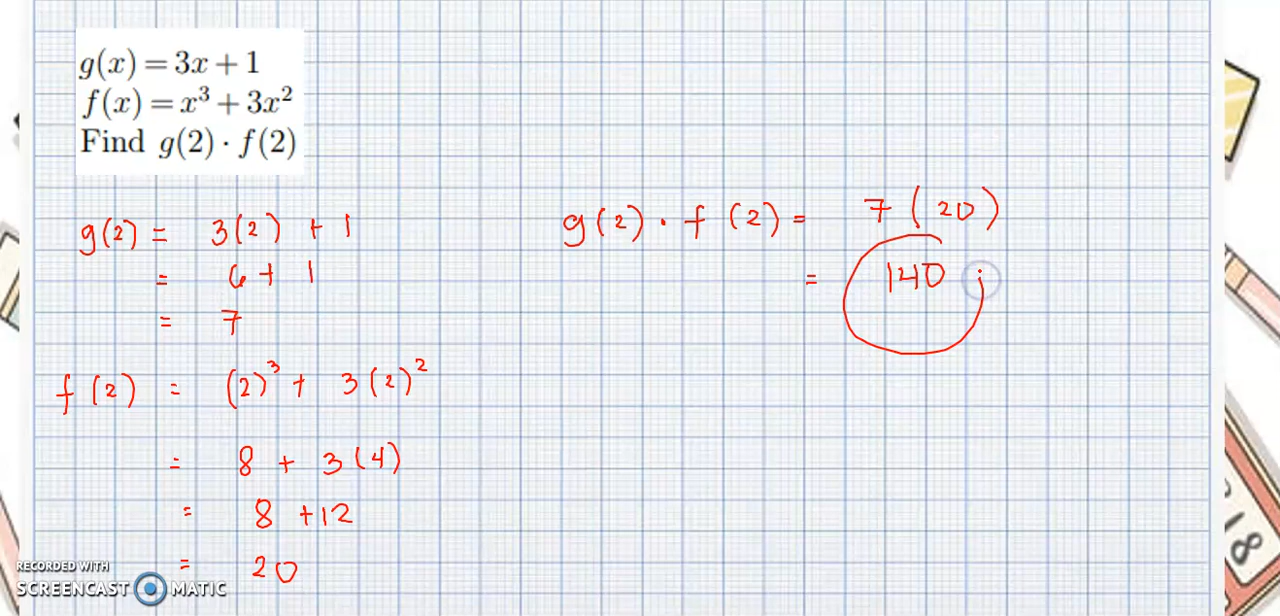 g(x) = 3x + 1
f(x) = x³ + 3x²
Find g(2) · f(2)
g(2) = 3(2) + 1
= 6 + 1
= 7
f(2) = (2)³ + 3(2)²
= 8 + 3(4)
= 8 + 12
= 20
g(2) · f(2) = 7(20)
= 140
RECORDED WITH
SCREENCAST MATIC